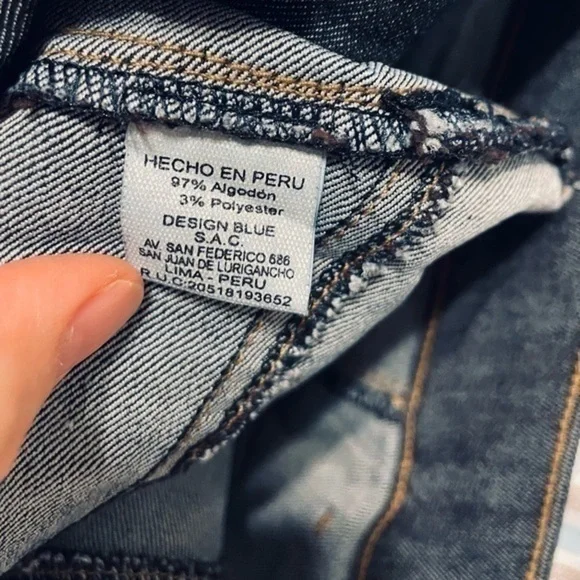 HECHO EN PERU
97% Algodón
3% Polyester
DESIGN BLUE
S.A.C.
AV. SAN FEDERICO 686
SAN JUAN DE LURIGANCHO
LIMA - PERU
R.U.C:20518193652